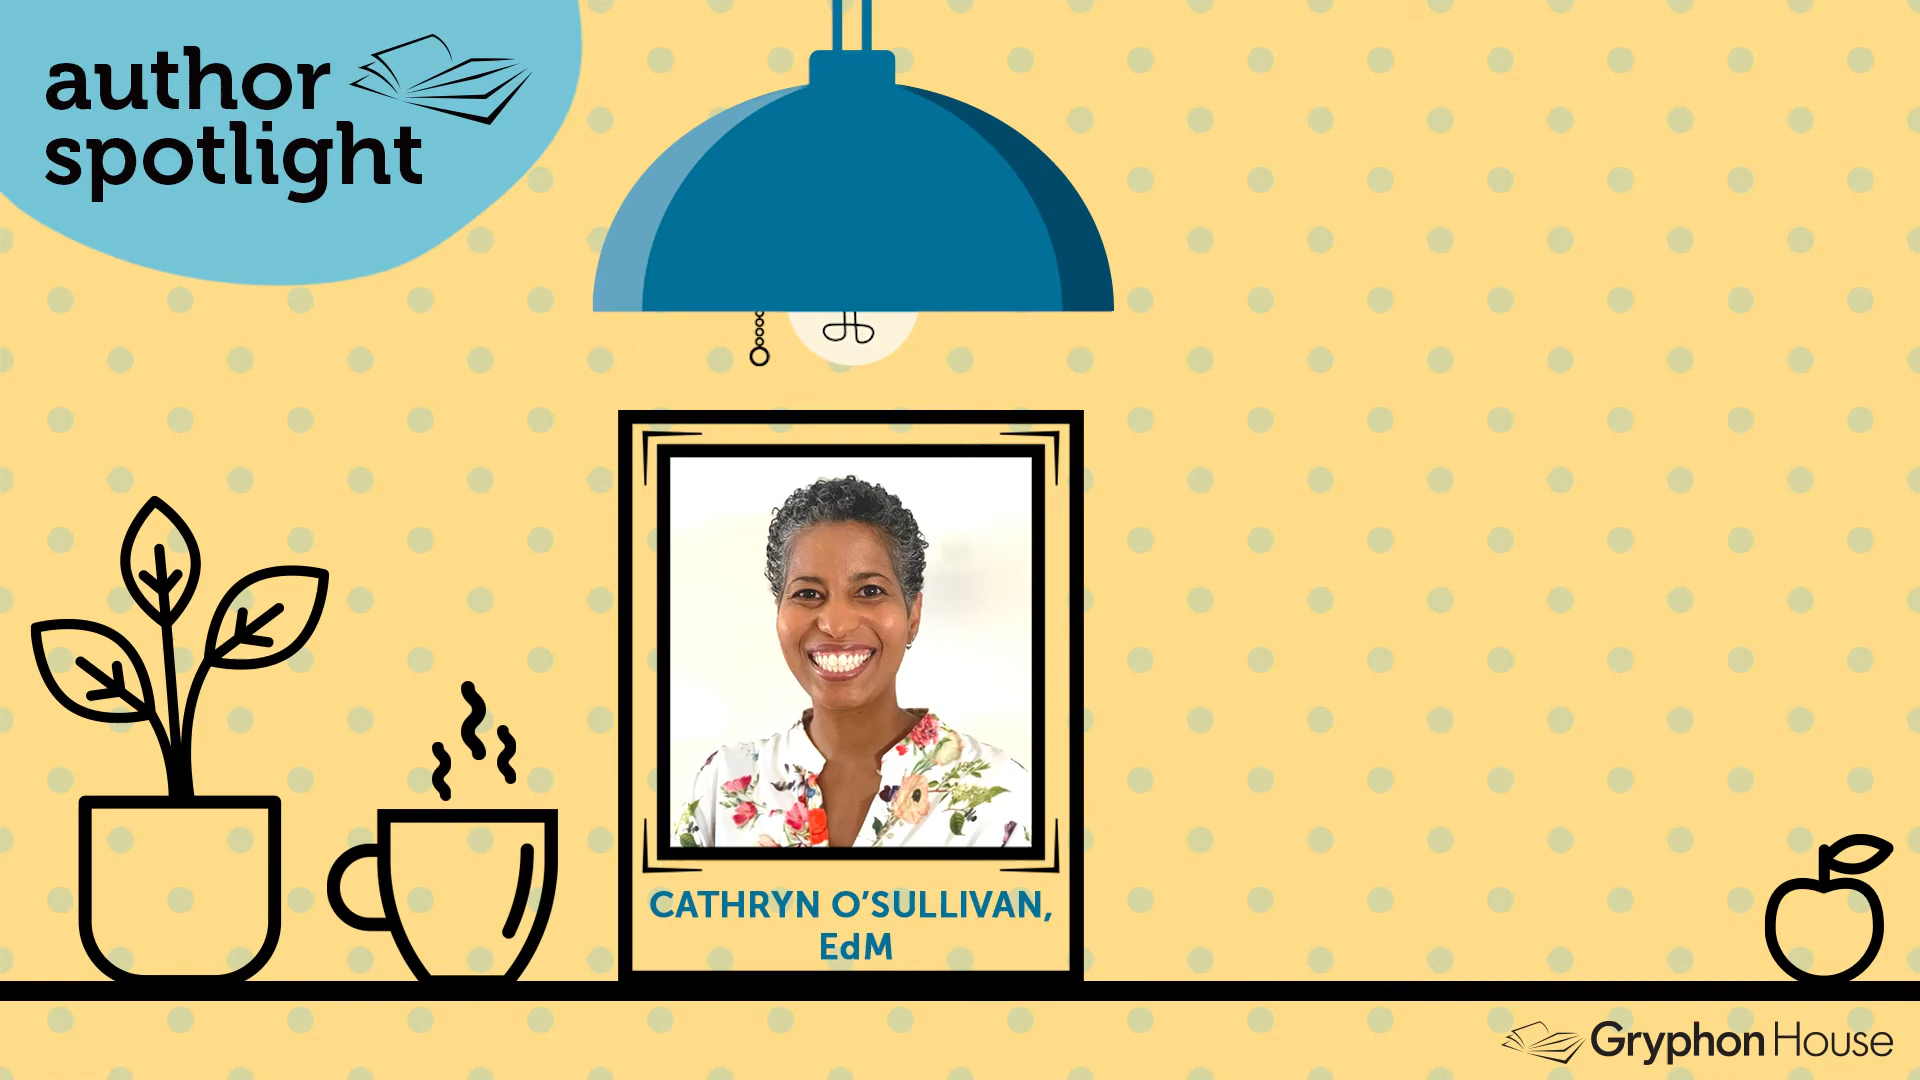 author
spotlight
CATHRYN O’SULLIVAN,
EdM
Gryphon House